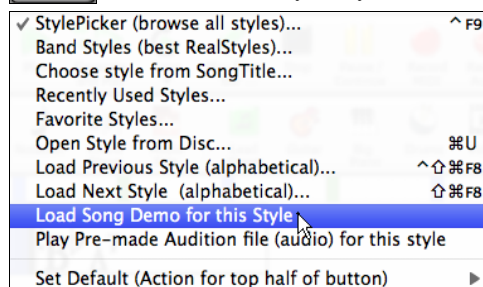 ✓ StylePicker (browse all styles)... ^ F9
Band Styles (best RealStyles)...
Choose style from SongTitle...
Recently Used Styles...
Favorite Styles...
Open Style from Disc... ⌘U
Load Previous Style (alphabetical)... ^⇧⌘F8
Load Next Style (alphabetical)... ⇧⌘F8
Load Song Demo for this Style
Play Pre-made Audition file (audio) for this style
Set Default (Action for top half of button) ▶